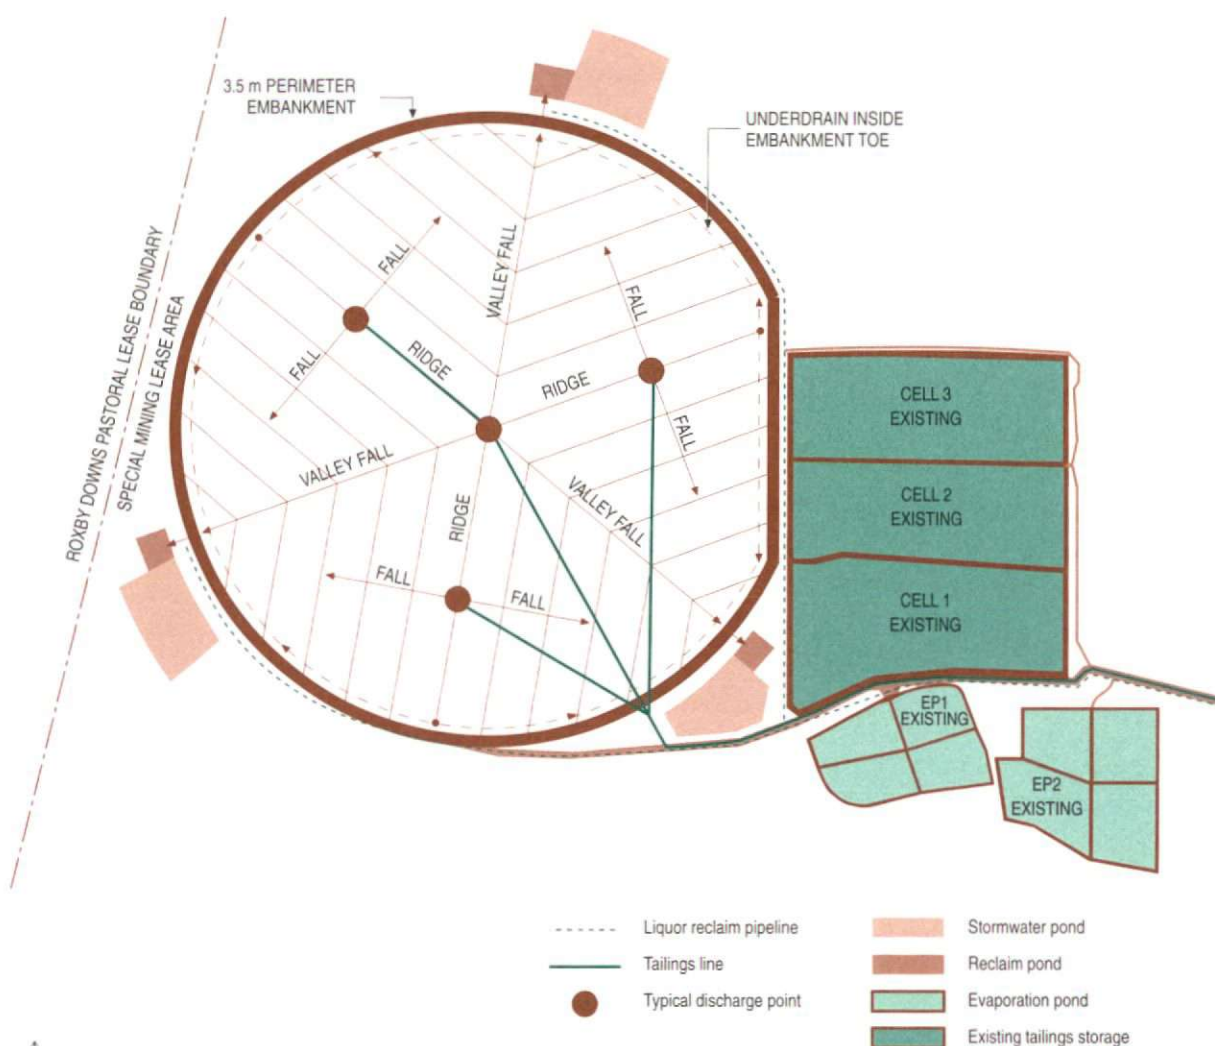 3.5 m PERIMETER
EMBANKMENT
UNDERDRAIN INSIDE
EMBANKMENT TOE
ROXBY DOWNS PASTORAL LEASE BOUNDARY
SPECIAL MINING LEASE AREA
VALLEY FALL
FALL
FALL
FALL
RIDGE
RIDGE
FALL
VALLEY FALL
VALLEY FALL
RIDGE
FALL
FALL
CELL 3
EXISTING
CELL 2
EXISTING
CELL 1
EXISTING
EP1
EXISTING
EP2
EXISTING
Liquor reclaim pipeline
Tailings line
Typical discharge point
Stormwater pond
Reclaim pond
Evaporation pond
Existing tailings storage